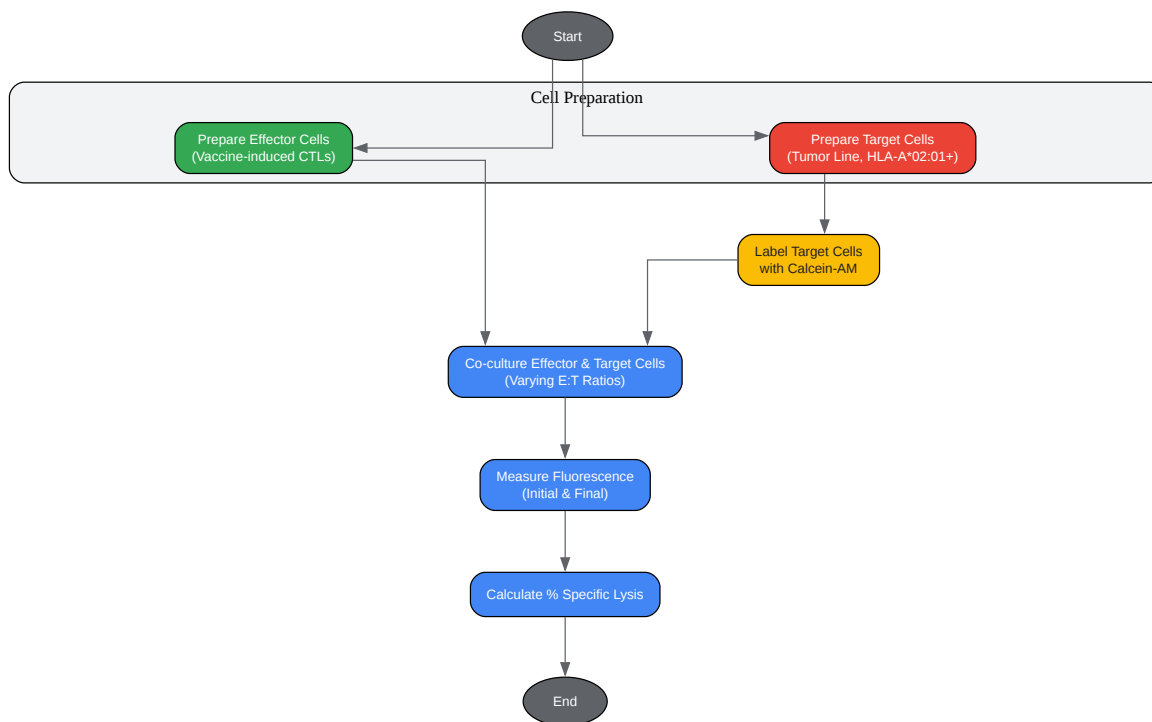 Start
Cell Preparation
Prepare Effector Cells
(Vaccine-induced CTLs)
Prepare Target Cells
(Tumor Line, HLA-A*02:01+)
Label Target Cells
with Calcein-AM
Co-culture Effector & Target Cells
(Varying E:T Ratios)
Measure Fluorescence
(Initial & Final)
Calculate % Specific Lysis
End